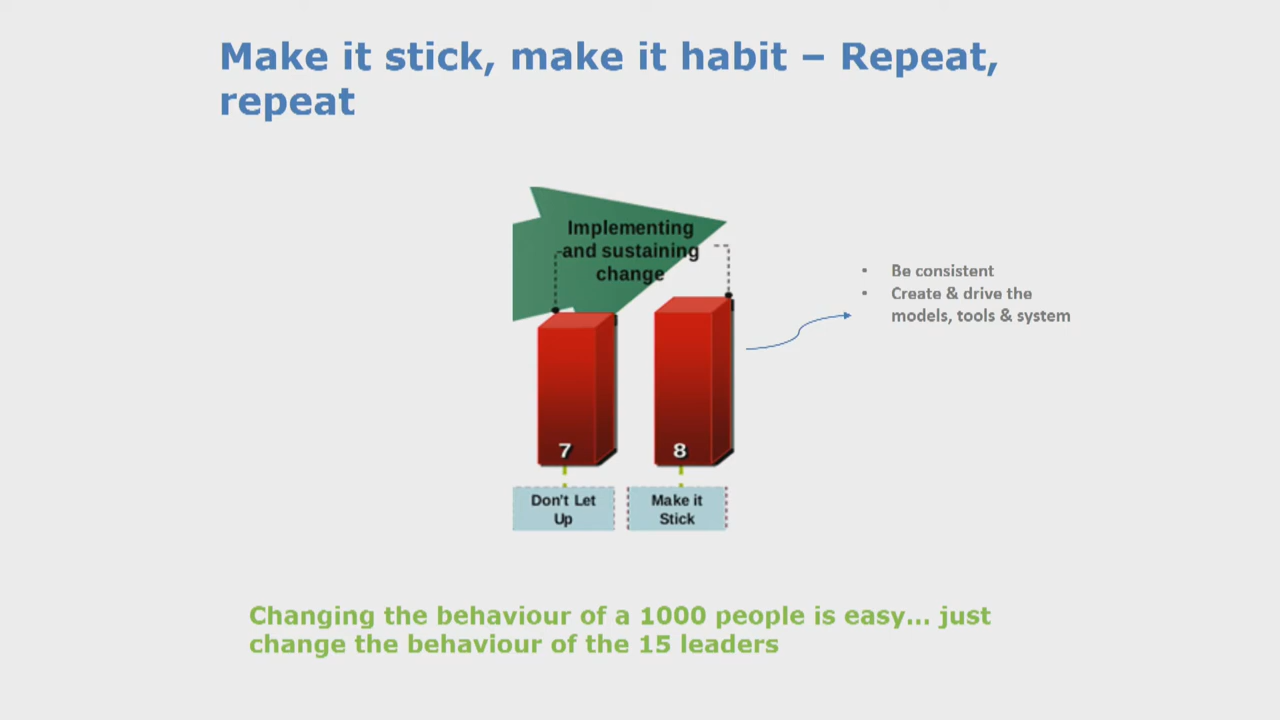 Make it stick, make it habit – Repeat,
repeat
Implementing
and sustaining
change
• Be consistent
• Create & drive the
models, tools & system
7
8
Don't Let
Up
Make it
Stick
Changing the behaviour of a 1000 people is easy... just
change the behaviour of the 15 leaders